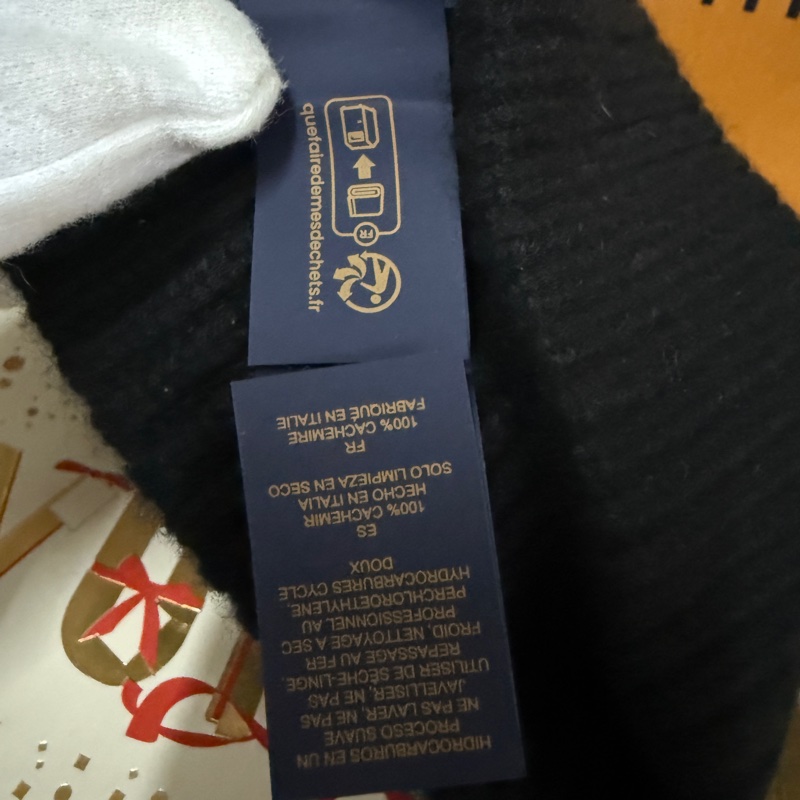 quefairedemesdechets.fr
FR
HIDROCARBUROS EN UN
PROCESO SUAVE
NE PAS LAVER, NE PAS
JAVELLISER, NE PAS
UTILISER DE SÈCHE-LINGE,
REPASSAGE AU FER
FROID, NETTOYAGE A SEC
PROFESSIONNEL AU
PERCHLOROETHYLENE,
HYDROCARBURES CYCLE
DOUX
ES
100% CACHEMIR
HECHO EN ITALIA
SOLO LIMPIEZA EN SECO
FR
100% CACHEMIRE
FABRIQUÉ EN ITALIE